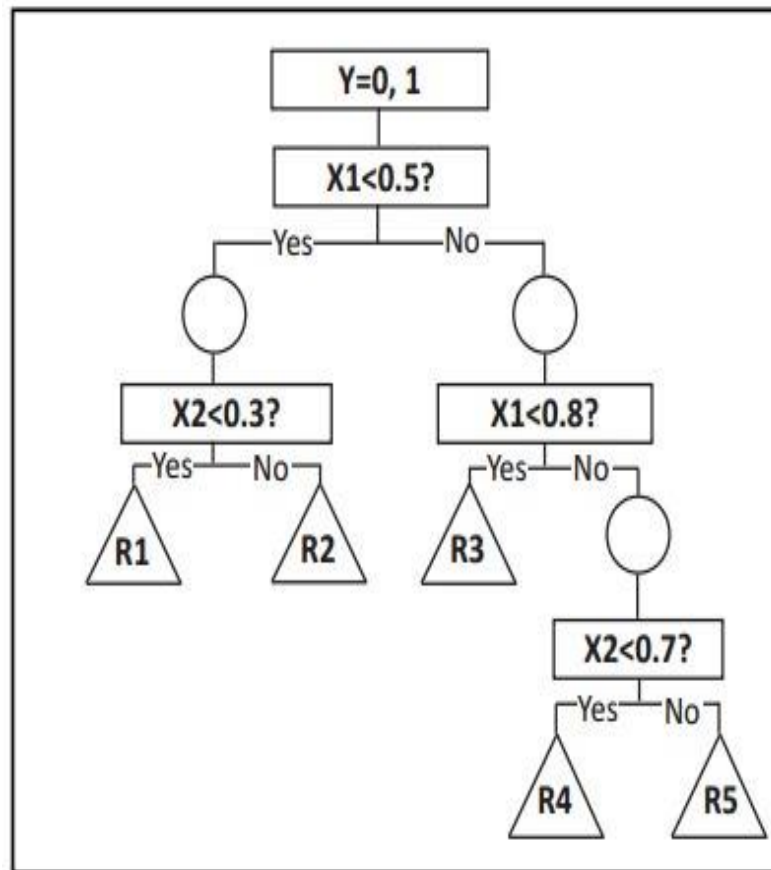 Y=0, 1
X1<0.5?
Yes No
X2<0.3? X1<0.8?
Yes No Yes No
R1 R2 R3
X2<0.7?
Yes No
R4 R5